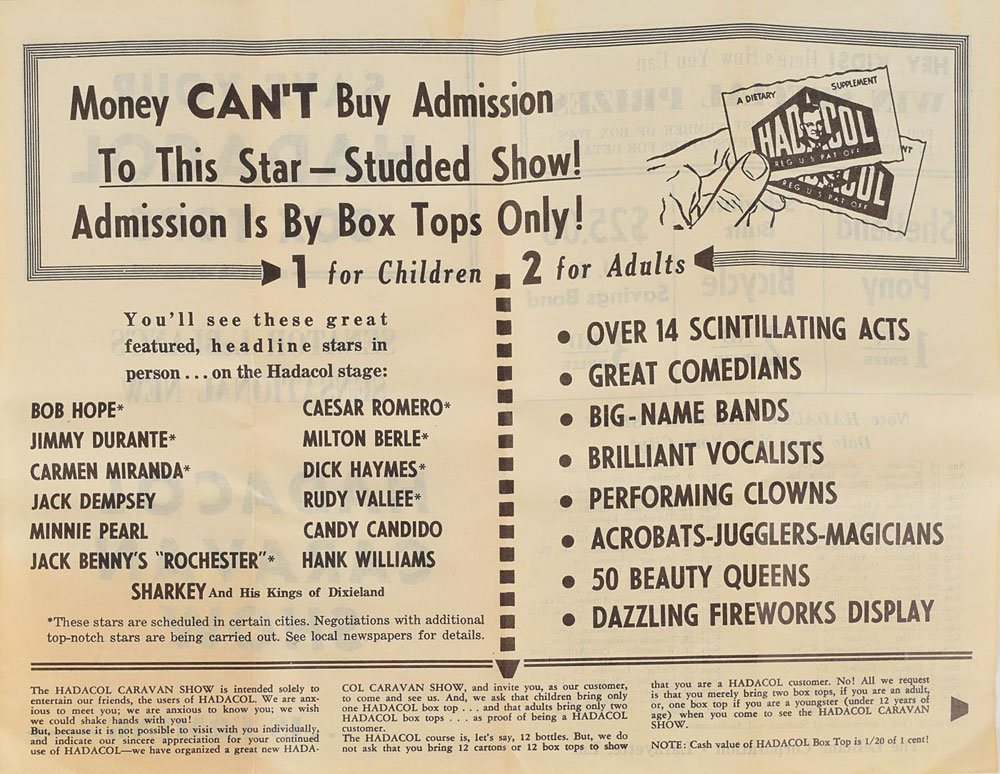 Money CAN'T Buy Admission
To This Star—Studded Show!
Admission Is By Box Tops Only!
1 for Children
2 for Adults
A DIETARY SUPPLEMENT
HADACOL
REG U S PAT OFF
NT
REG U S PAT OFF
You'll see these great
featured, headline stars in
person...on the Hadacol stage:
BOB HOPE*
JIMMY DURANTE*
CARMEN MIRANDA*
JACK DEMPSEY
MINNIE PEARL
JACK BENNY'S "ROCHESTER"*
CAESAR ROMERO*
MILTON BERLE*
DICK HAYMES*
RUDY VALLEE*
CANDY CANDIDO
HANK WILLIAMS
SHARKEY And His Kings of Dixieland
*These stars are scheduled in certain cities. Negotiations with additional
top-notch stars are being carried out. See local newspapers for details.
• OVER 14 SCINTILLATING ACTS
• GREAT COMEDIANS
• BIG-NAME BANDS
• BRILLIANT VOCALISTS
• PERFORMING CLOWNS
• ACROBATS-JUGGLERS-MAGICIANS
• 50 BEAUTY QUEENS
• DAZZLING FIREWORKS DISPLAY
The HADACOL CARAVAN SHOW is intended solely to
entertain our friends, the users of HADACOL. We are anx-
ious to meet you; we are anxious to know you; we wish
we could shake hands with you!
But, because it is not possible to visit with you individually,
and indicate our sincere appreciation for your continued
use of HADACOL—we have organized a great new HADA-
COL CARAVAN SHOW, and invite you, as our customer,
to come and see us. And, we ask that children bring only
one HADACOL box top . . . and that adults bring only two
HADACOL box tops . . . as proof of being a HADACOL
customer.
The HADACOL course is, let's say, 12 bottles. But, we do
not ask that you bring 12 cartons or 12 box tops to show
that you are a HADACOL customer. No! All we request
is that you merely bring two box tops, if you are an adult,
or, one box top if you are a youngster (under 12 years of
age) when you come to see the HADACOL CARAVAN
SHOW.
NOTE: Cash value of HADACOL Box Top is 1/20 of 1 cent!